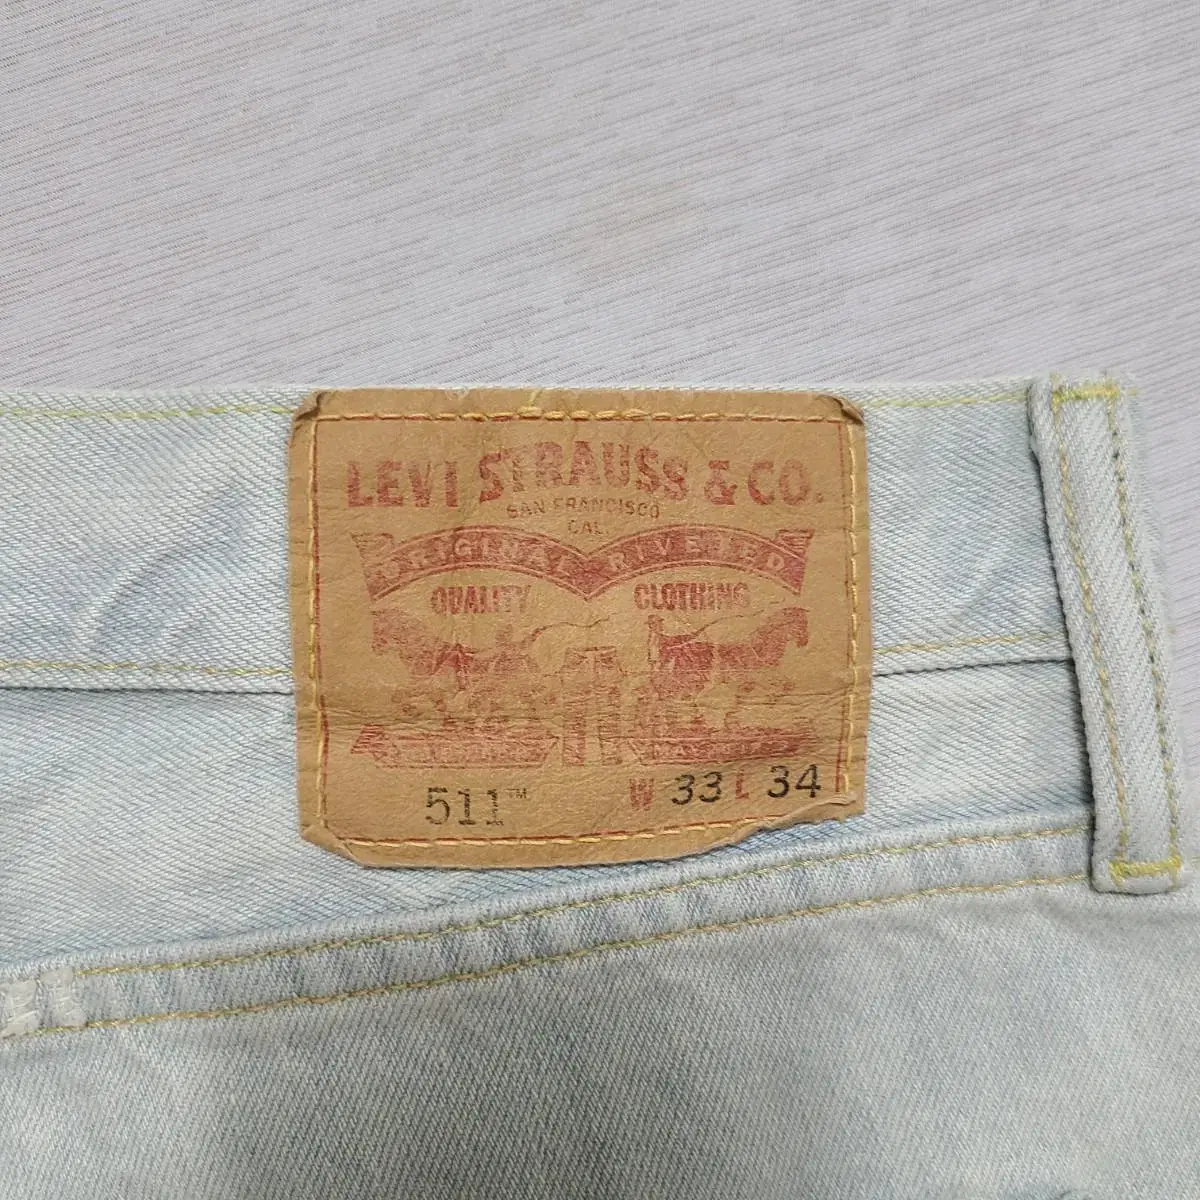 LEVI STRAUSS & CO.
SAN FRANCISCO
CAL.
ORIGINAL RIVETED
QUALITY CLOTHING
511™ W 33 L 34